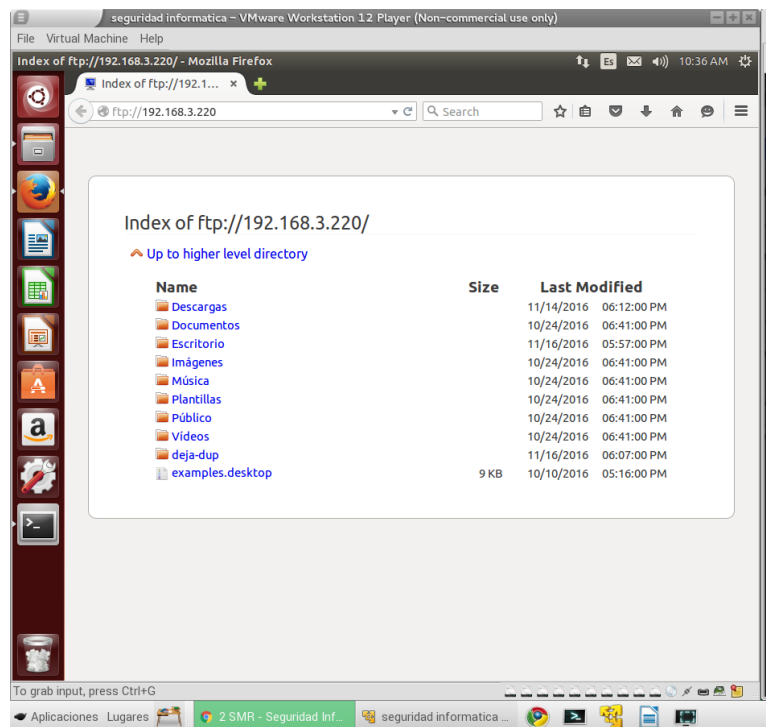 seguridad informatica – VMware Workstation 12 Player (Non-commercial use only)
File Virtual Machine Help
Index of ftp://192.168.3.220/ - Mozilla Firefox Es 10:36 AM
Index of ftp://192.1... ×
ftp://192.168.3.220 Search
Index of ftp://192.168.3.220/
Up to higher level directory
Name Size Last Modified
Descargas 11/14/2016 06:12:00 PM
Documentos 10/24/2016 06:41:00 PM
Escritorio 11/16/2016 05:57:00 PM
Imágenes 10/24/2016 06:41:00 PM
Música 10/24/2016 06:41:00 PM
Plantillas 10/24/2016 06:41:00 PM
Público 10/24/2016 06:41:00 PM
Vídeos 10/24/2016 06:41:00 PM
deja-dup 11/16/2016 06:07:00 PM
examples.desktop 9 KB 10/10/2016 05:16:00 PM
To grab input, press Ctrl+G
Aplicaciones Lugares 2 SMR - Seguridad Inf... seguridad informatica ...